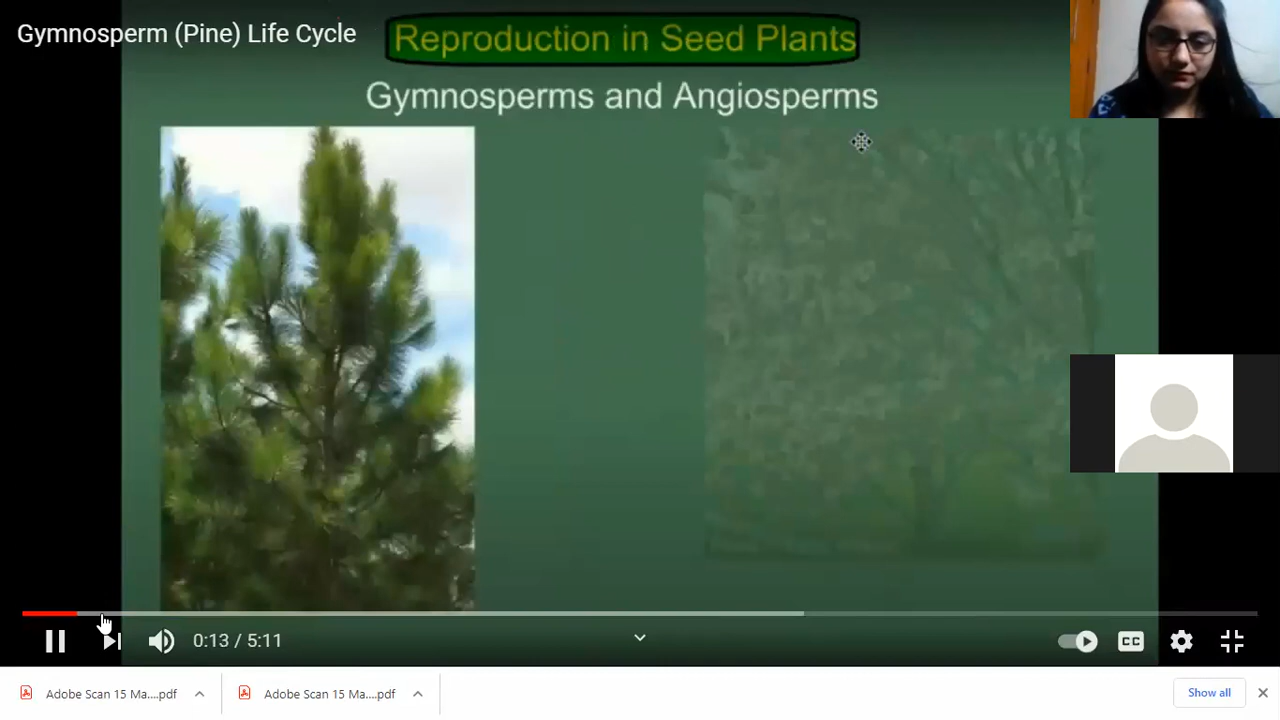 Gymnosperm (Pine) Life Cycle
Reproduction in Seed Plants
Gymnosperms and Angiosperms
0:13 / 5:11
CC
Adobe Scan 15 Ma....pdf
Adobe Scan 15 Ma....pdf
Show all